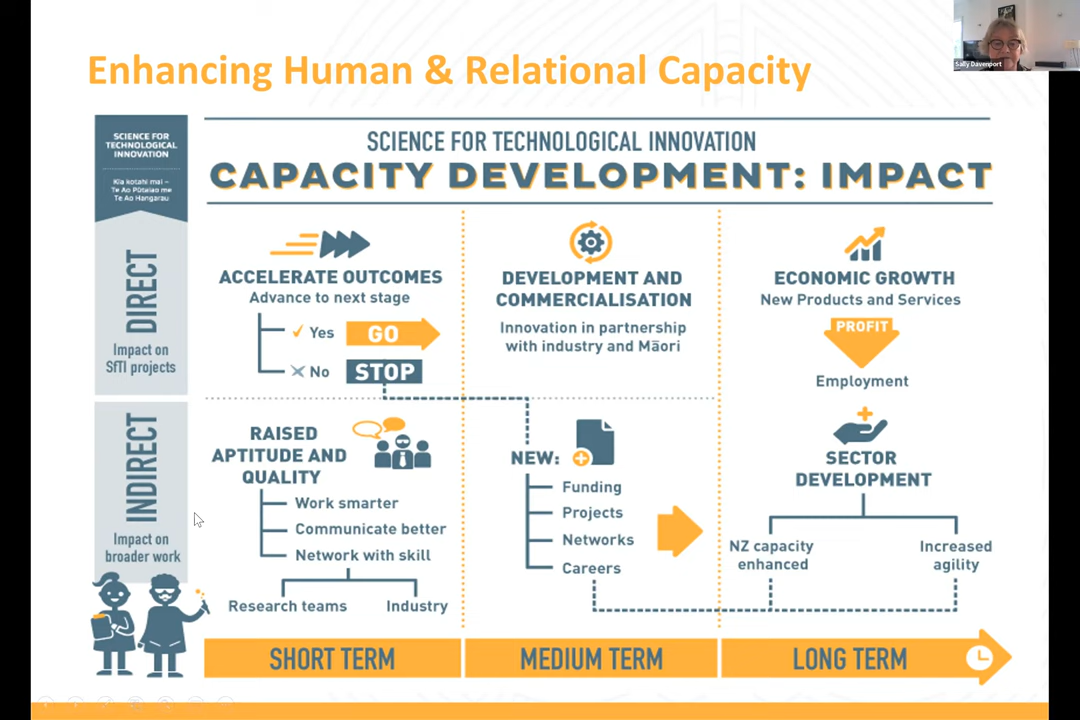 Enhancing Human & Relational Capacity
Sally Davenport
SCIENCE FOR
TECHNOLOGICAL
INNOVATION
Kia kotahi mai –
Te Ao Pūtaiao me
Te Ao Hangarau
SCIENCE FOR TECHNOLOGICAL INNOVATION
CAPACITY DEVELOPMENT: IMPACT
DIRECT
Impact on
SfTI projects
ACCELERATE OUTCOMES
Advance to next stage
Yes
GO
No
STOP
DEVELOPMENT AND
COMMERCIALISATION
Innovation in partnership
with industry and Māori
ECONOMIC GROWTH
New Products and Services
PROFIT
Employment
INDIRECT
Impact on
broader work
RAISED
APTITUDE AND
QUALITY
Work smarter
Communicate better
Network with skill
Research teams
Industry
NEW:
Funding
Projects
Networks
Careers
SECTOR
DEVELOPMENT
NZ capacity
enhanced
Increased
agility
SHORT TERM
MEDIUM TERM
LONG TERM